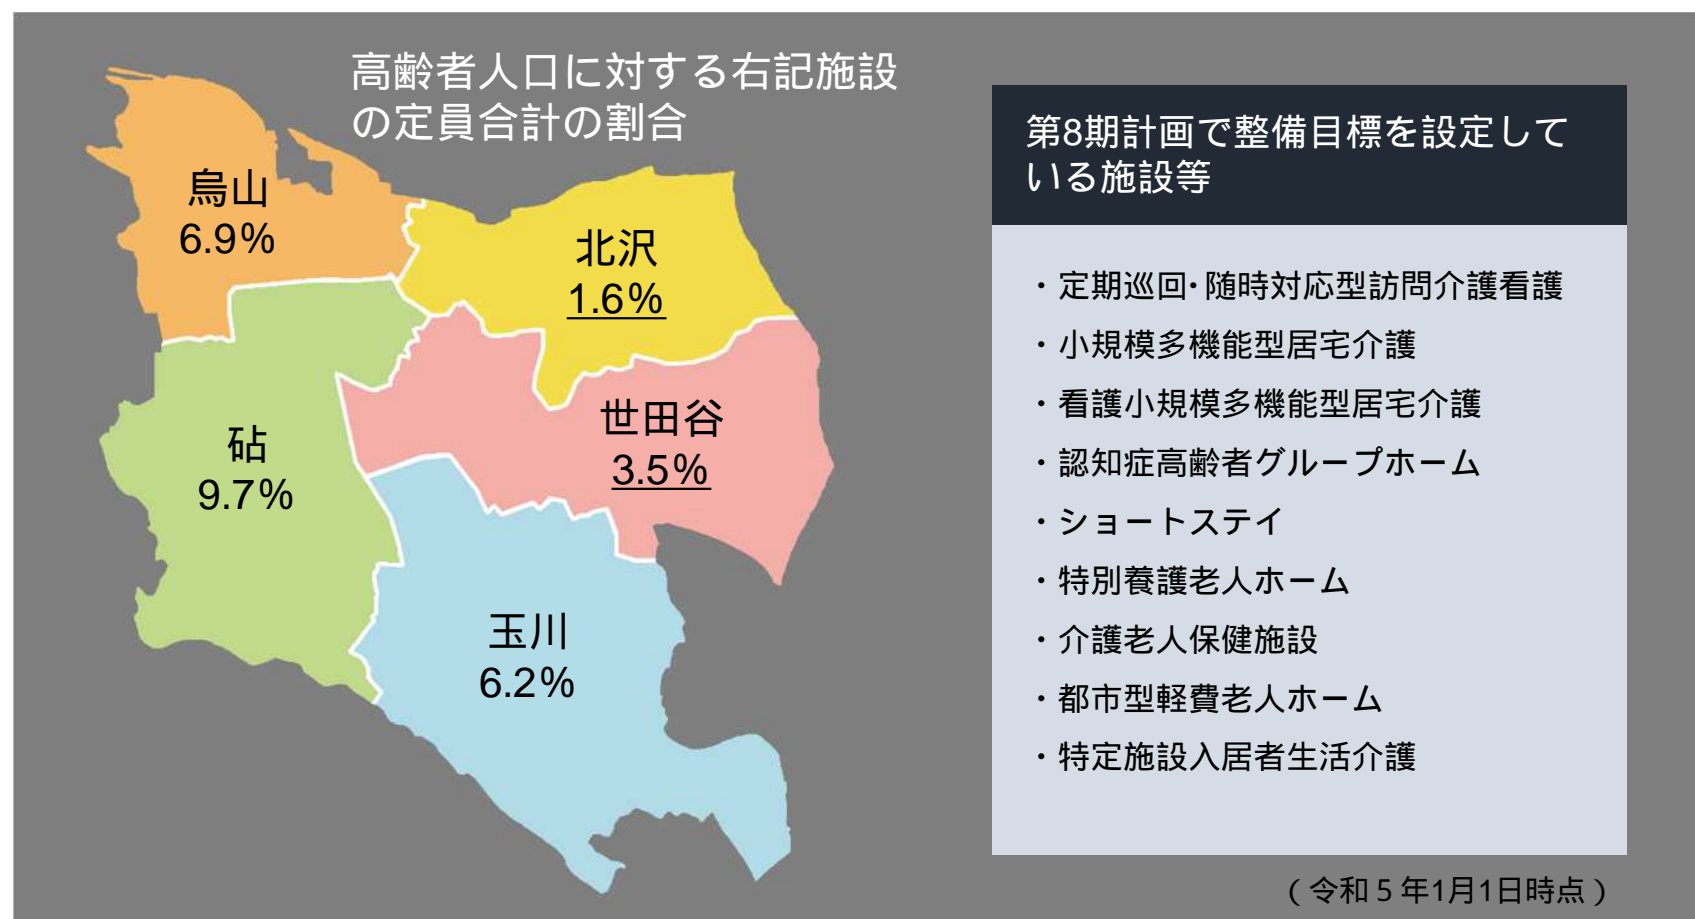 高齢者人口に対する右記施設
の定員合計の割合
烏山
6.9%
北沢
1.6%
世田谷
3.5%
砧
9.7%
玉川
6.2%
第8期計画で整備目標を設定して
いる施設等
・定期巡回・随時対応型訪問介護看護
・小規模多機能型居宅介護
・看護小規模多機能型居宅介護
・認知症高齢者グループホーム
・ショートステイ
・特別養護老人ホーム
・介護老人保健施設
・都市型軽費老人ホーム
・特定施設入居者生活介護
(令和5年1月1日時点)